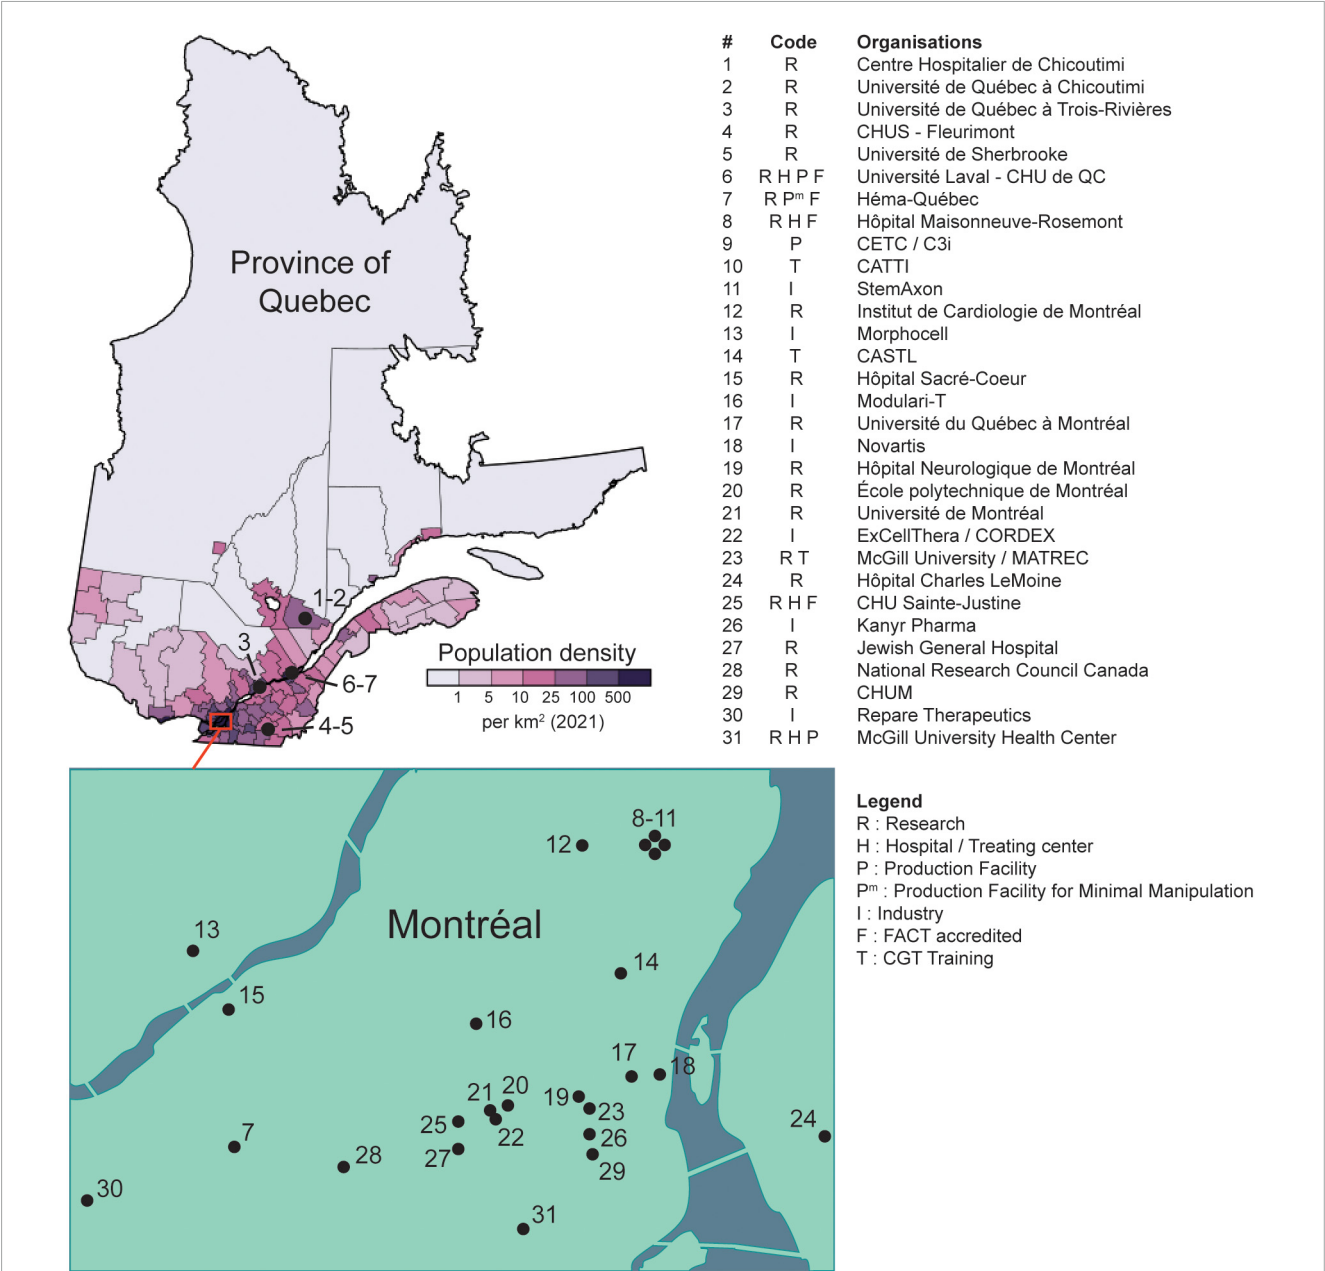 # Code Organisations
1 R Centre Hospitalier de Chicoutimi
2 R Université de Québec à Chicoutimi
3 R Université de Québec à Trois-Rivières
4 R CHUS - Fleurimont
5 R Université de Sherbrooke
6 R H P F Université Laval - CHU de QC
7 R Pᵐ F Héma-Québec
8 R H F Hôpital Maisonneuve-Rosemont
9 P CETC / C3i
10 T CATTI
11 I StemAxon
12 R Institut de Cardiologie de Montréal
13 I Morphocell
14 T CASTL
15 R Hôpital Sacré-Coeur
16 I Modulari-T
17 R Université du Québec à Montréal
18 I Novartis
19 R Hôpital Neurologique de Montréal
20 R École polytechnique de Montréal
21 R Université de Montréal
22 I ExCellThera / CORDEX
23 R T McGill University / MATREC
24 R Hôpital Charles LeMoine
25 R H F CHU Sainte-Justine
26 I Kanyr Pharma
27 R Jewish General Hospital
28 R National Research Council Canada
29 R CHUM
30 I Repare Therapeutics
31 R H P McGill University Health Center
Legend
R : Research
H : Hospital / Treating center
P : Production Facility
Pᵐ : Production Facility for Minimal Manipulation
I : Industry
F : FACT accredited
T : CGT Training
Province of
Quebec
1-2
3
6-7
4-5
Population density
1 5 10 25 100 500
per km² (2021)
8-11
12
Montréal
13
14
15
16
17
18
19
20
21
22
23
24
25
26
27
7
28
29
30
31